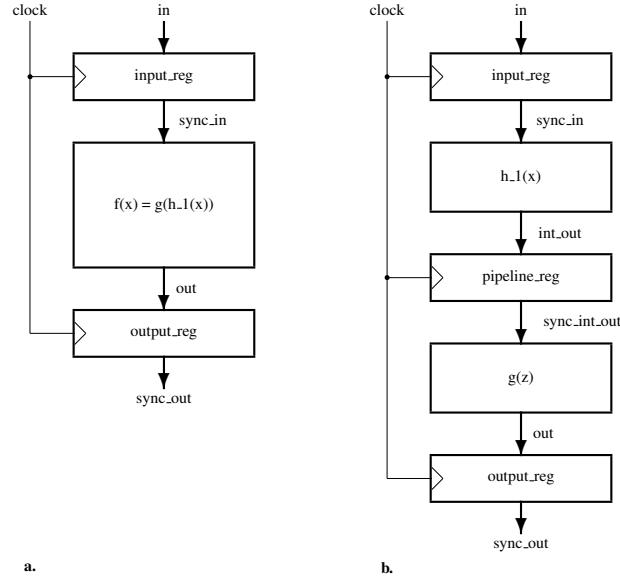 clock
in
input_reg
sync_in
f(x) = g(h_1(x))
out
output_reg
sync_out
a.
clock
in
input_reg
sync_in
h_1(x)
int_out
pipeline_reg
sync_int_out
g(z)
out
output_reg
sync_out
b.